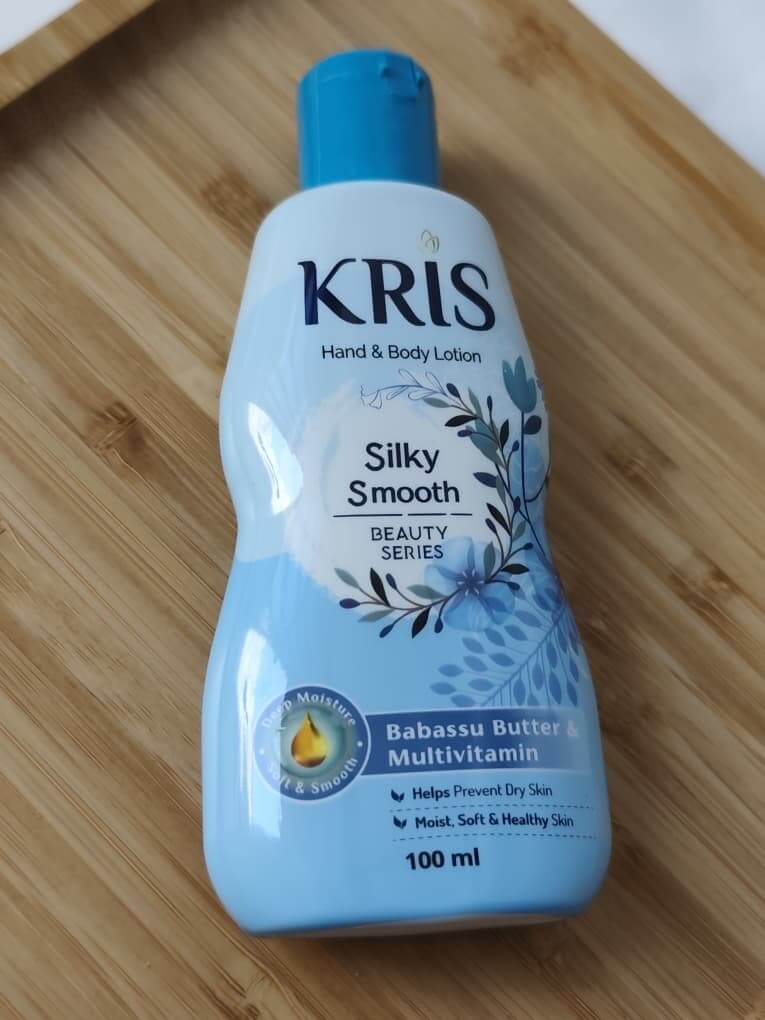 KRIS
Hand & Body Lotion
Silky
Smooth
BEAUTY
SERIES
Deep Moisture
Soft & Smooth
Babassu Butter &
Multivitamin
Helps Prevent Dry Skin
Moist, Soft & Healthy Skin
100 ml